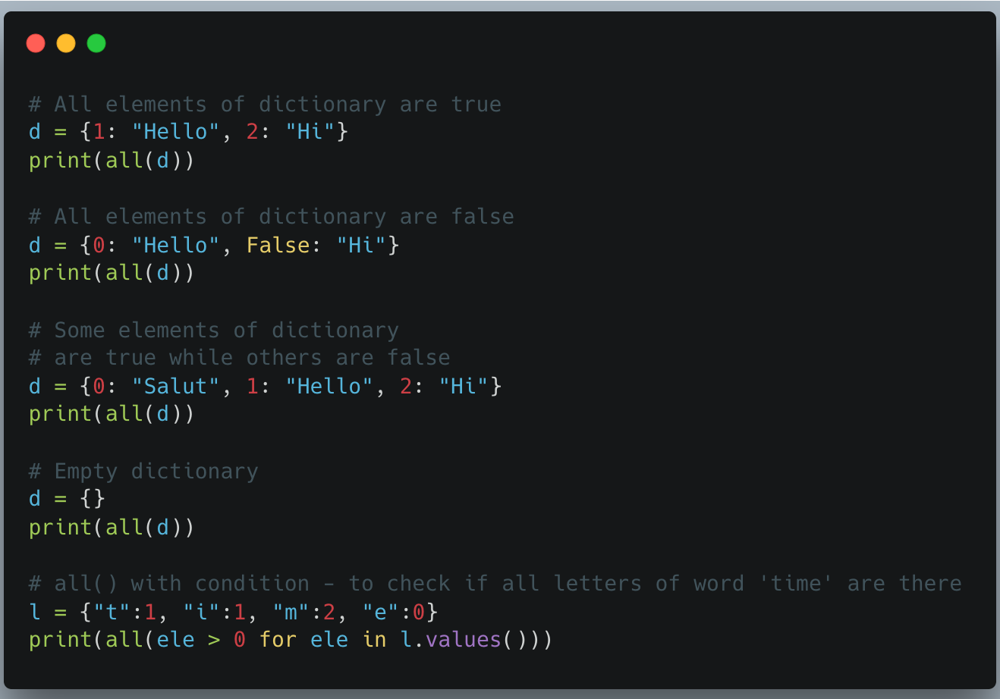 # All elements of dictionary are true
d = {1: "Hello", 2: "Hi"}
print(all(d))
# All elements of dictionary are false
d = {0: "Hello", False: "Hi"}
print(all(d))
# Some elements of dictionary
# are true while others are false
d = {0: "Salut", 1: "Hello", 2: "Hi"}
print(all(d))
# Empty dictionary
d = {}
print(all(d))
# all() with condition - to check if all letters of word 'time' are there
l = {"t":1, "i":1, "m":2, "e":0}
print(all(ele > 0 for ele in l.values()))